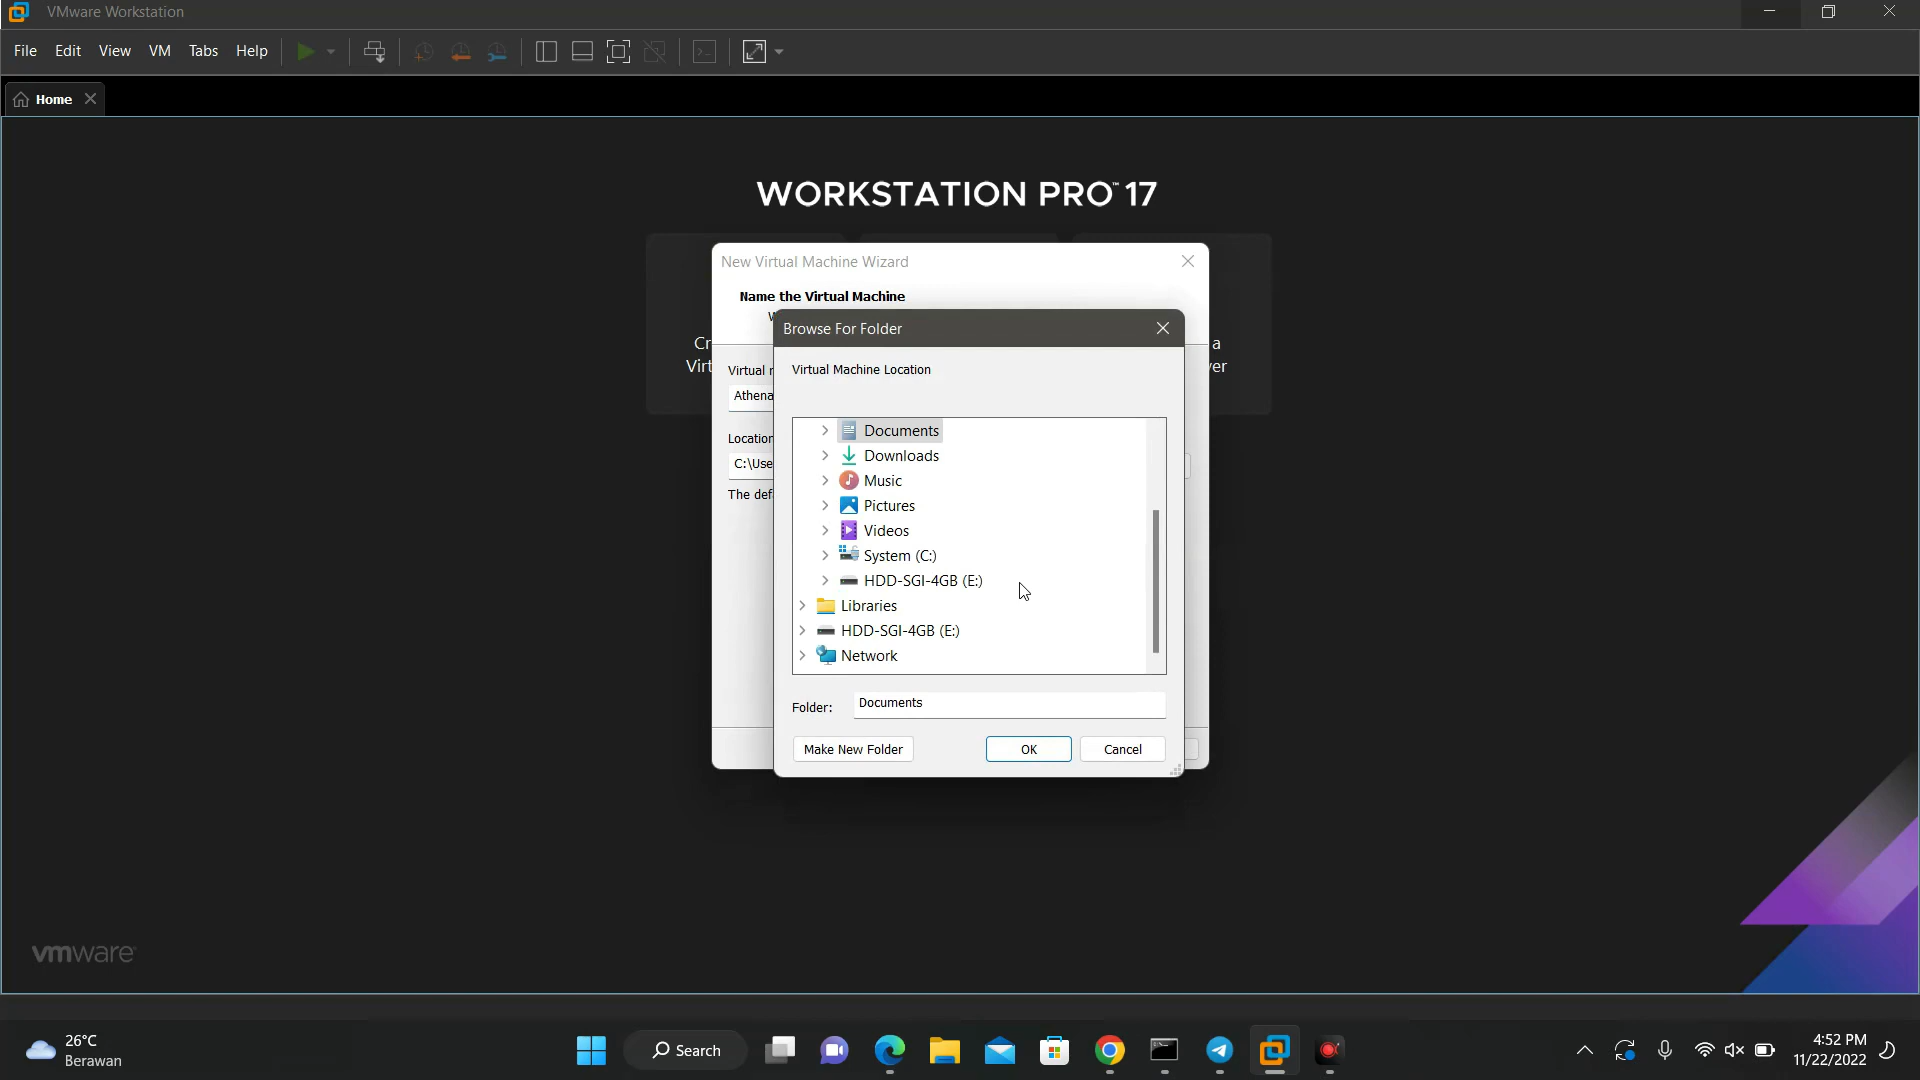 VMware Workstation
File Edit View VM Tabs Help
Home
WORKSTATION PRO™ 17
New Virtual Machine Wizard
Name the Virtual Machine
Browse For Folder
Cr
a
Virt
er
Virtual Machine Location
Virtual
Athena
Location
C:\Use
The def
Documents
Downloads
Music
Pictures
Videos
System (C:)
HDD-SGI-4GB (E:)
Libraries
HDD-SGI-4GB (E:)
Network
Folder: Documents
Make New Folder OK Cancel
vmware
26°C
Berawan
Search
4:52 PM
11/22/2022